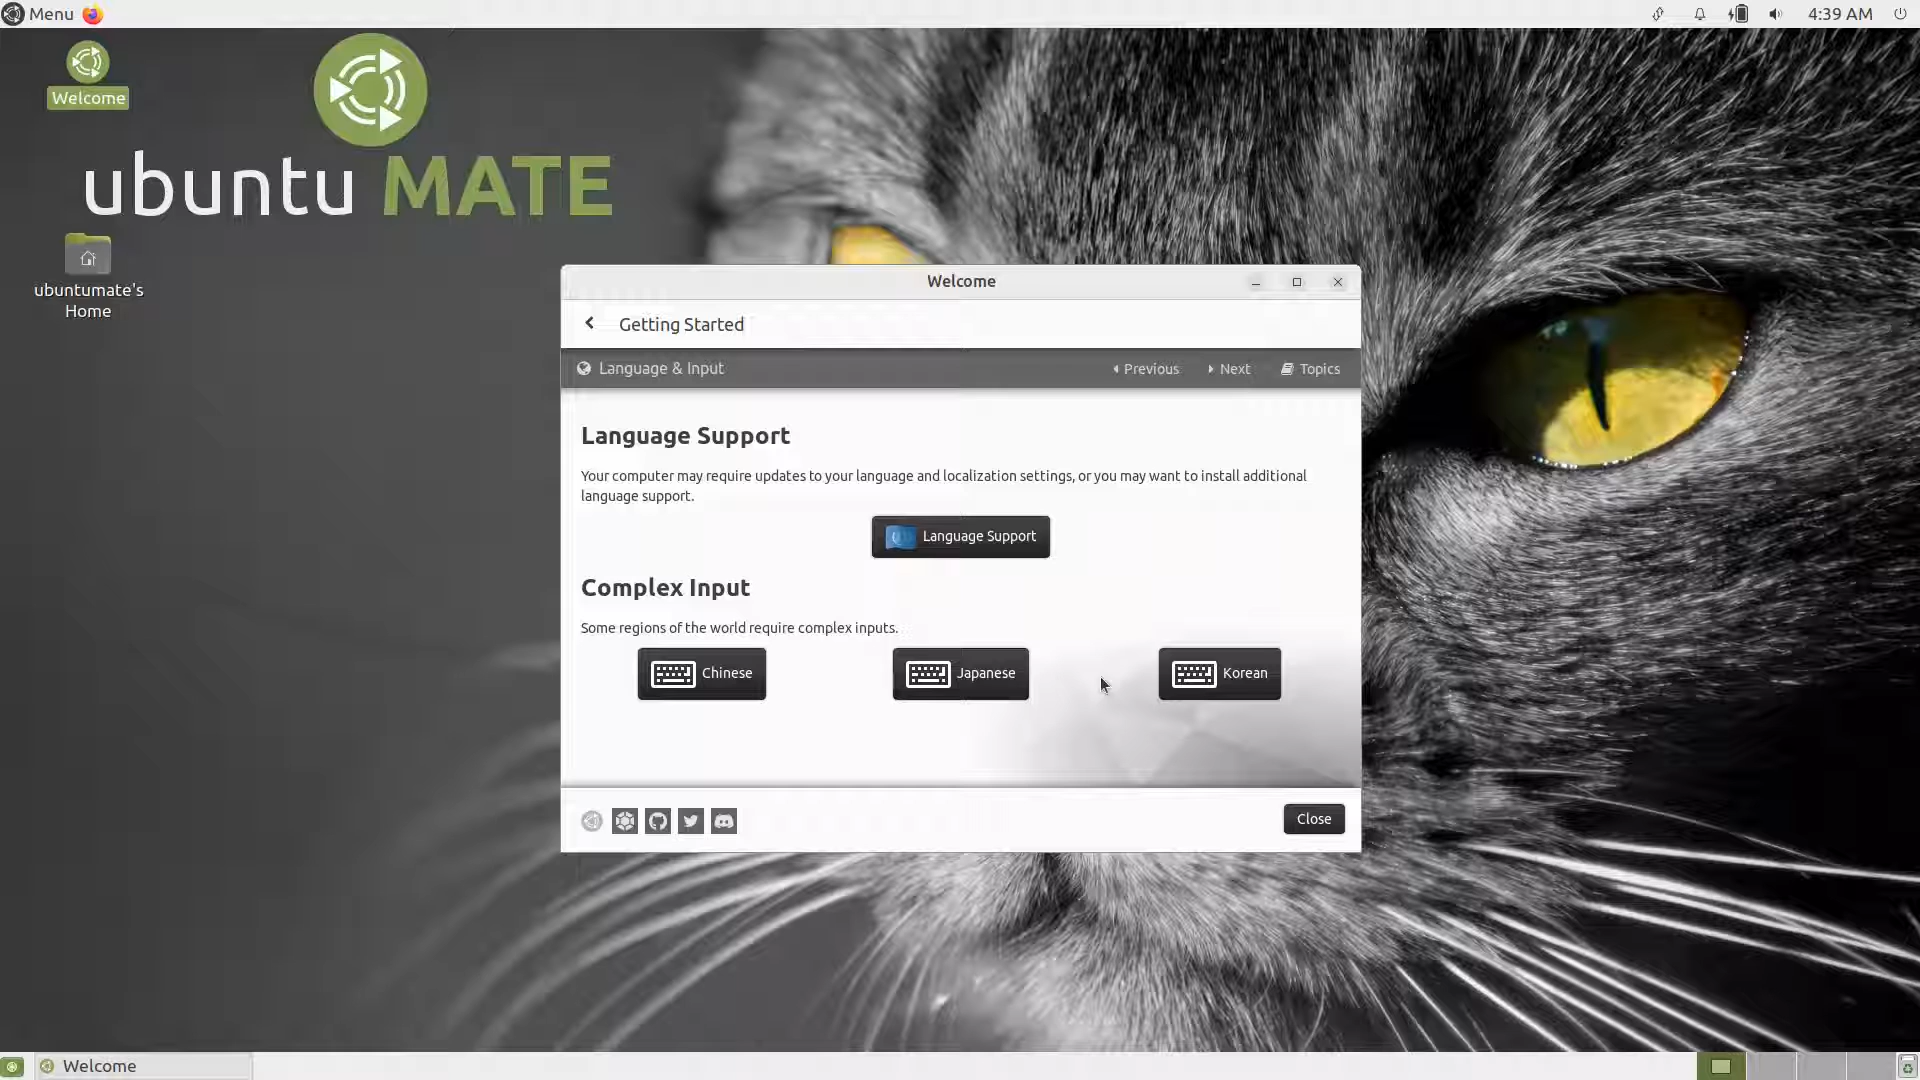 Menu
4:39 AM
Welcome
ubuntu MATE
ubuntumate's
Home
Welcome
Getting Started
Language & Input
Previous
Next
Topics
Language Support
Your computer may require updates to your language and localization settings, or you may want to install additional
language support.
Language Support
Complex Input
Some regions of the world require complex inputs.
Chinese
Japanese
Korean
Close
Welcome